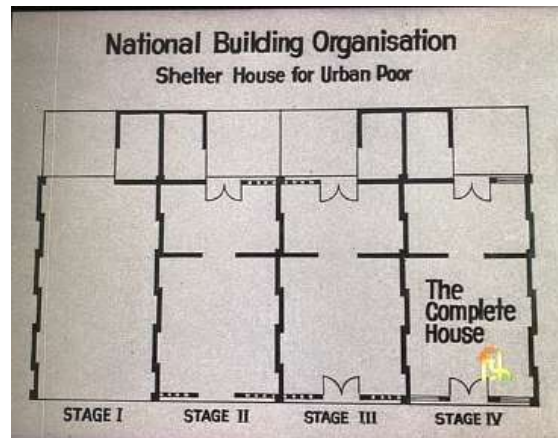 National Building Organisation
Shelter House for Urban Poor
The
Complete
House
STAGE I
STAGE II
STAGE III
STAGE IV